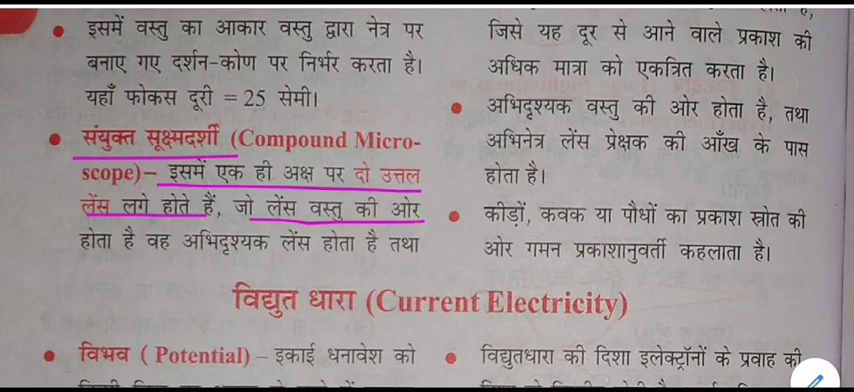 इसमें वस्तु का आकार वस्तु द्वारा नेत्र पर
बनाए गए दर्शन-कोण पर निर्भर करता है।
यहाँ फोकस दूरी = 25 सेमी।
संयुक्त सूक्ष्मदर्शी (Compound Micro-
scope)– इसमें एक ही अक्ष पर दो उत्तल
लेंस लगे होते हैं, जो लेंस वस्तु की ओर
होता है वह अभिदृश्यक लेंस होता है तथा
जिसे यह दूर से आने वाले प्रकाश की
अधिक मात्रा को एकत्रित करता है।
अभिदृश्यक वस्तु की ओर होता है, तथा
अभिनेत्र लेंस प्रेक्षक की आँख के पास
होता है।
कीड़ों, कवक या पौधों का प्रकाश स्रोत की
ओर गमन प्रकाशानुवर्ती कहलाता है।
विद्युत धारा (Current Electricity)
विभव ( Potential) – इकाई धनावेश को
विद्युतधारा की दिशा इलेक्ट्रॉनों के प्रवाह की